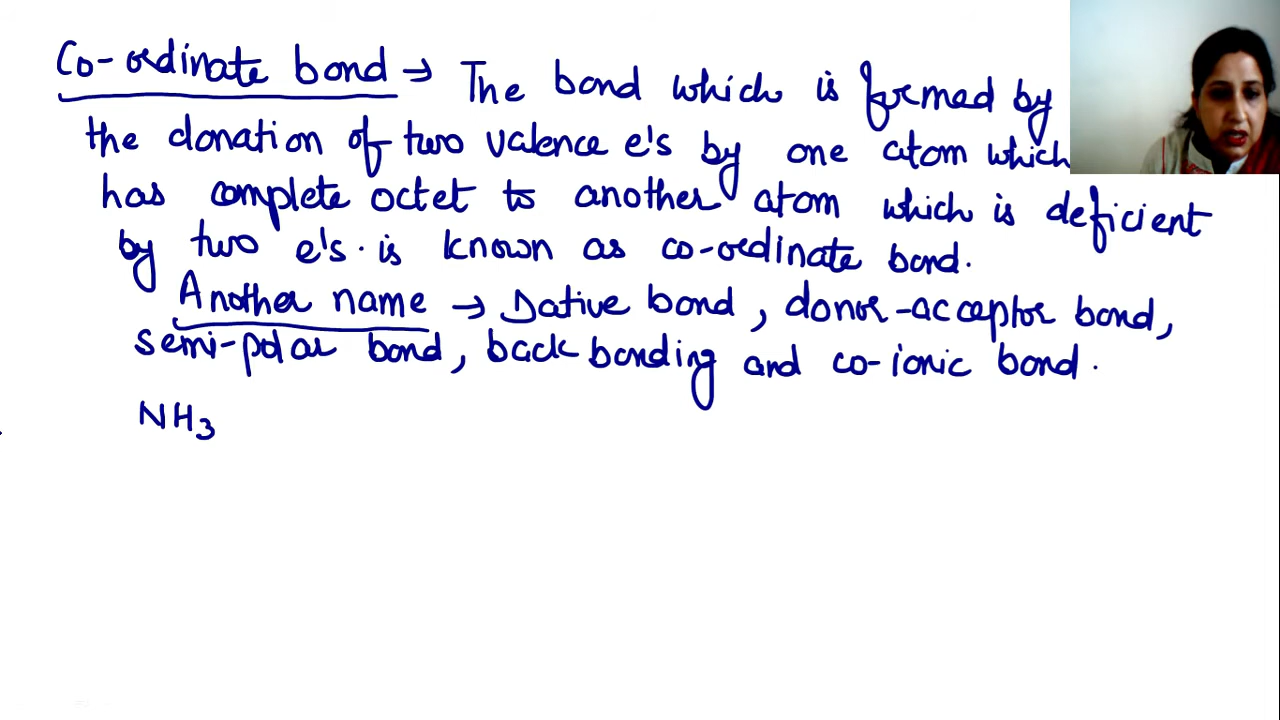 Co-ordinate bond → The bond which is formed by
the donation of two valence e's by one atom which
has complete octet to another atom which is deficient
by two e's. is known as co-ordinate bond.
Another name → Dative bond, donor-acceptor bond,
semi-polar bond, back bonding and co-ionic bond.
NH3